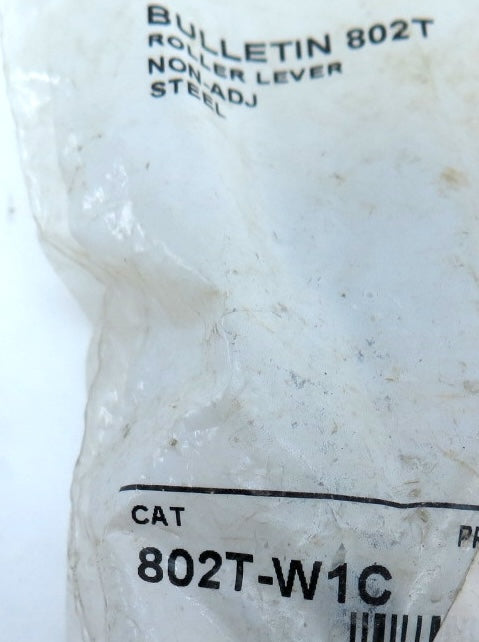 BULLETIN 802T
ROLLER LEVER
NON-ADJ
STEEL
CAT
802T-W1C